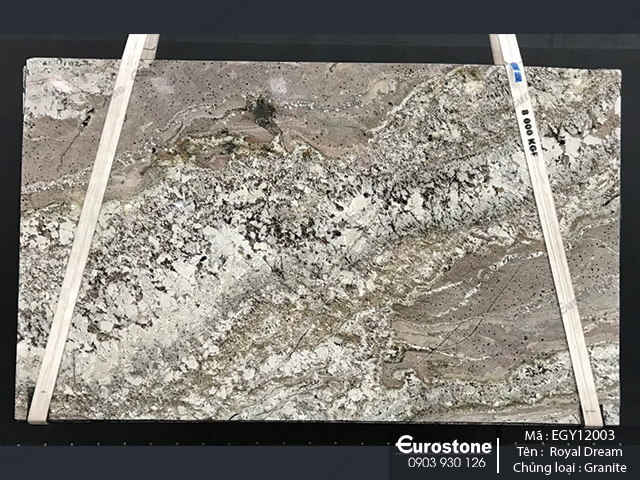 8 000 KGF
Eurostone
0903 930 126
Mã : EGY12003
Tên : Royal Dream
Chủng loại : Granite